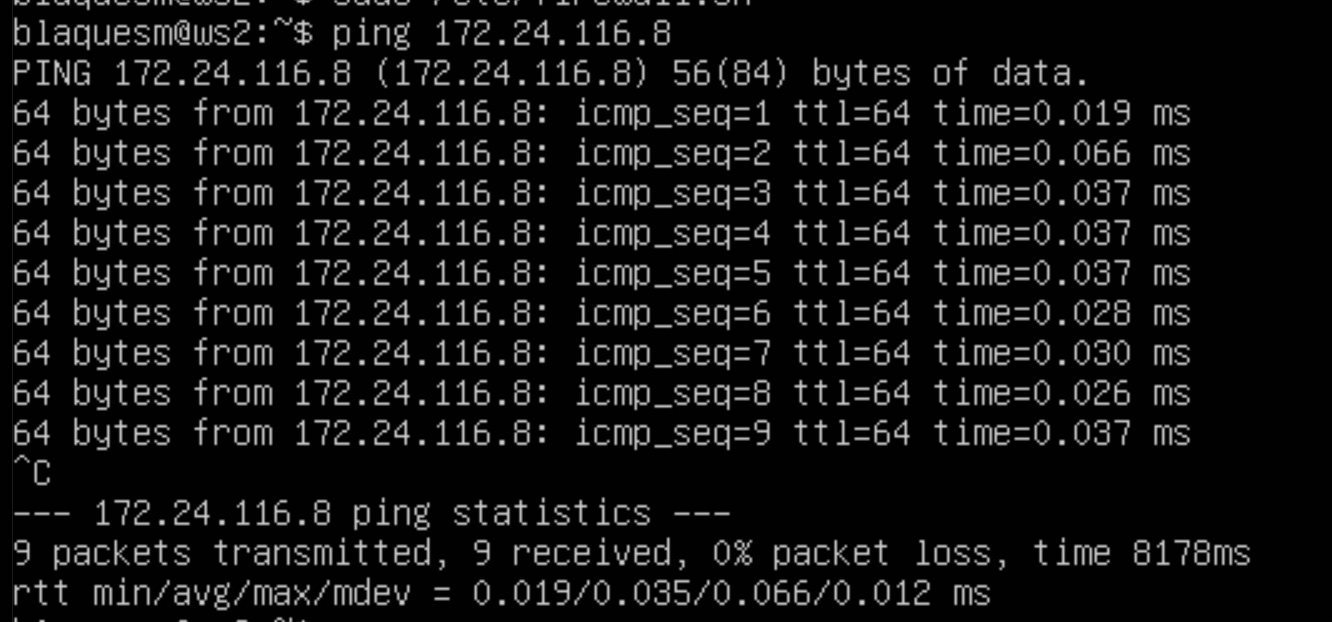 blaquesm@ws2:~$ ping 172.24.116.8
PING 172.24.116.8 (172.24.116.8) 56(84) bytes of data.
64 bytes from 172.24.116.8: icmp_seq=1 ttl=64 time=0.019 ms
64 bytes from 172.24.116.8: icmp_seq=2 ttl=64 time=0.066 ms
64 bytes from 172.24.116.8: icmp_seq=3 ttl=64 time=0.037 ms
64 bytes from 172.24.116.8: icmp_seq=4 ttl=64 time=0.037 ms
64 bytes from 172.24.116.8: icmp_seq=5 ttl=64 time=0.037 ms
64 bytes from 172.24.116.8: icmp_seq=6 ttl=64 time=0.028 ms
64 bytes from 172.24.116.8: icmp_seq=7 ttl=64 time=0.030 ms
64 bytes from 172.24.116.8: icmp_seq=8 ttl=64 time=0.026 ms
64 bytes from 172.24.116.8: icmp_seq=9 ttl=64 time=0.037 ms
^C
--- 172.24.116.8 ping statistics ---
9 packets transmitted, 9 received, 0% packet loss, time 8178ms
rtt min/avg/max/mdev = 0.019/0.035/0.066/0.012 ms